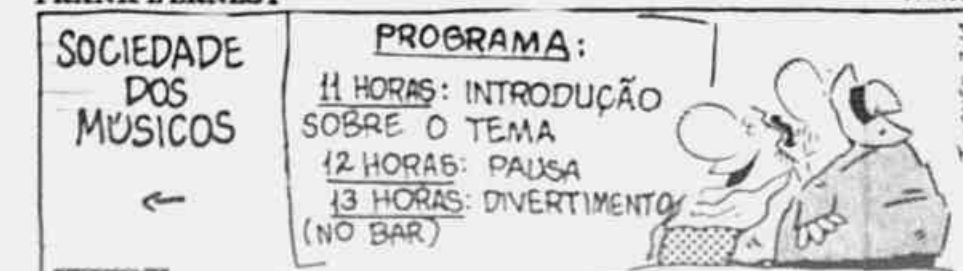 SOCIEDADE
DOS
MÚSICOS
PROGRAMA:
11 HORAS: INTRODUÇÃO
SOBRE O TEMA
12 HORAS: PAUSA
13 HORAS: DIVERTIMENTO
(NO BAR)